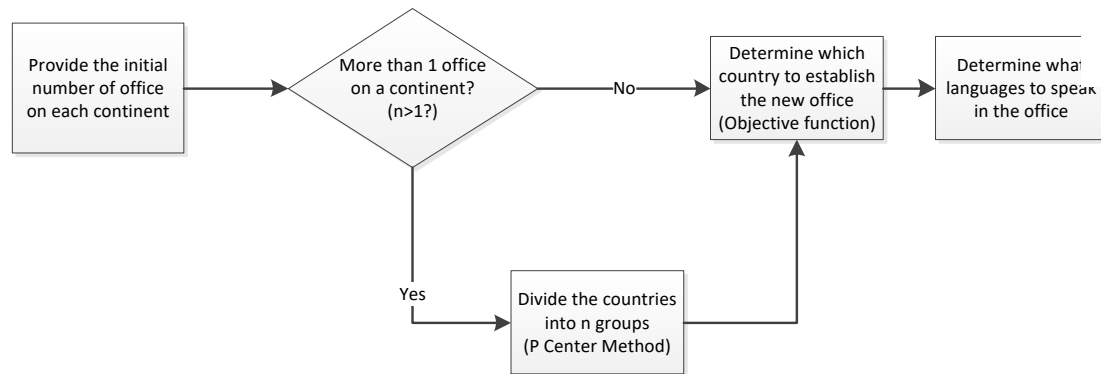 Provide the initial
number of office
on each continent
More than 1 office
on a continent?
(n>1?)
No
Determine which
country to establish
the new office
(Objective function)
Determine what
languages to speak
in the office
Yes
Divide the countries
into n groups
(P Center Method)